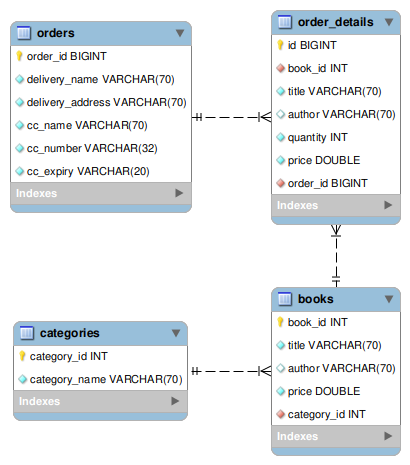 orders
order_id BIGINT
delivery_name VARCHAR(70)
delivery_address VARCHAR(70)
cc_name VARCHAR(70)
cc_number VARCHAR(32)
cc_expiry VARCHAR(20)
Indexes
order_details
id BIGINT
book_id INT
title VARCHAR(70)
author VARCHAR(70)
quantity INT
price DOUBLE
order_id BIGINT
Indexes
categories
category_id INT
category_name VARCHAR(70)
Indexes
books
book_id INT
title VARCHAR(70)
author VARCHAR(70)
price DOUBLE
category_id INT
Indexes